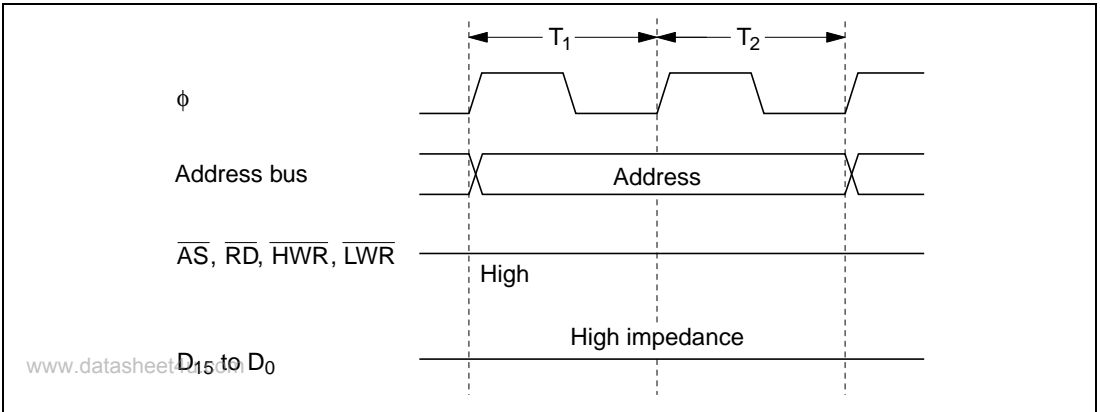 T1 T2
ϕ
Address bus Address
AS, RD, HWR, LWR
High
High impedance
www.datasheet4u.com D15 to D0